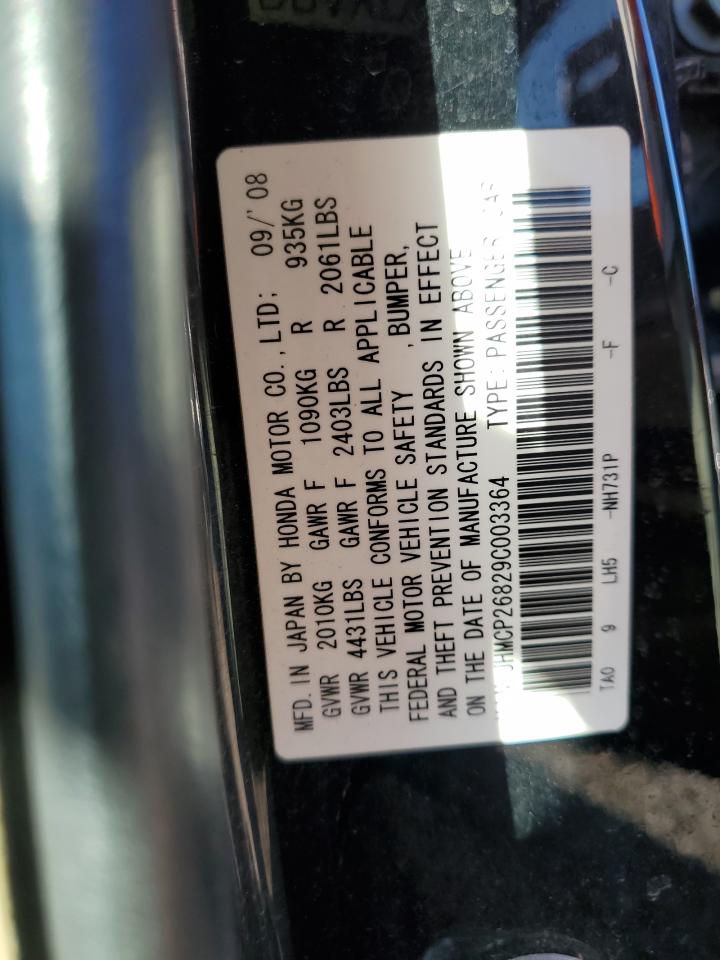 MFD. IN JAPAN BY HONDA MOTOR CO., LTD; 09/'08
GVWR 2010KG GAWR F 1090KG R 935KG
GVWR 4431LBS GAWR F 2403LBS R 2061LBS
THIS VEHICLE CONFORMS TO ALL APPLICABLE
FEDERAL MOTOR VEHICLE SAFETY ,BUMPER,
AND THEFT PREVENTION STANDARDS IN EFFECT
ON THE DATE OF MANUFACTURE SHOWN ABOVE
JHMCP26829C003364 TYPE: PASSENGER CAR
TA0 9 LH5 -NH731P -F -C